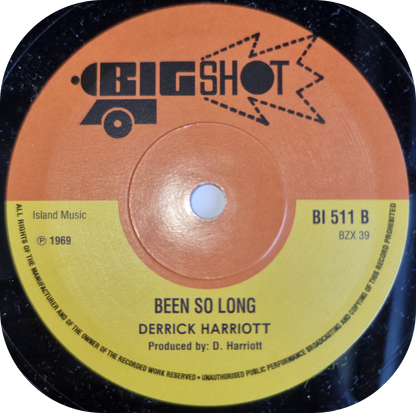 BIG SHOT
Island Music
BI 511 B
℗ 1969
BZX 39
BEEN SO LONG
DERRICK HARRIOTT
Produced by: D. Harriott
ALL RIGHTS OF THE MANUFACTURER AND OF THE OWNER OF THE RECORDED WORK RESERVED • UNAUTHORISED PUBLIC PERFORMANCE BROADCASTING AND COPYING OF THIS RECORD PROHIBITED